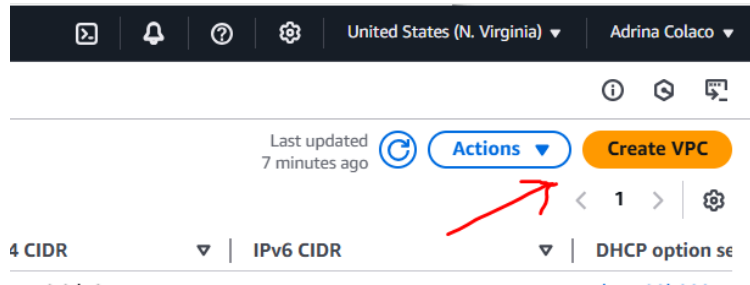 United States (N. Virginia) Adrina Colaco
Last updated
7 minutes ago
Actions
Create VPC
1
4 CIDR IPv6 CIDR DHCP option se